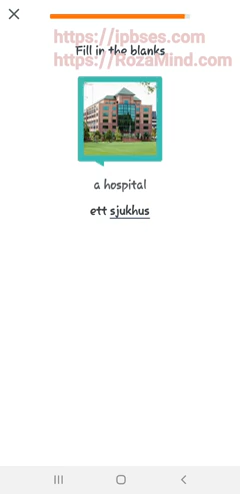 https://ipbses.com
Fill in the blanks
https://RozaMind.com
a hospital
ett sjukhus